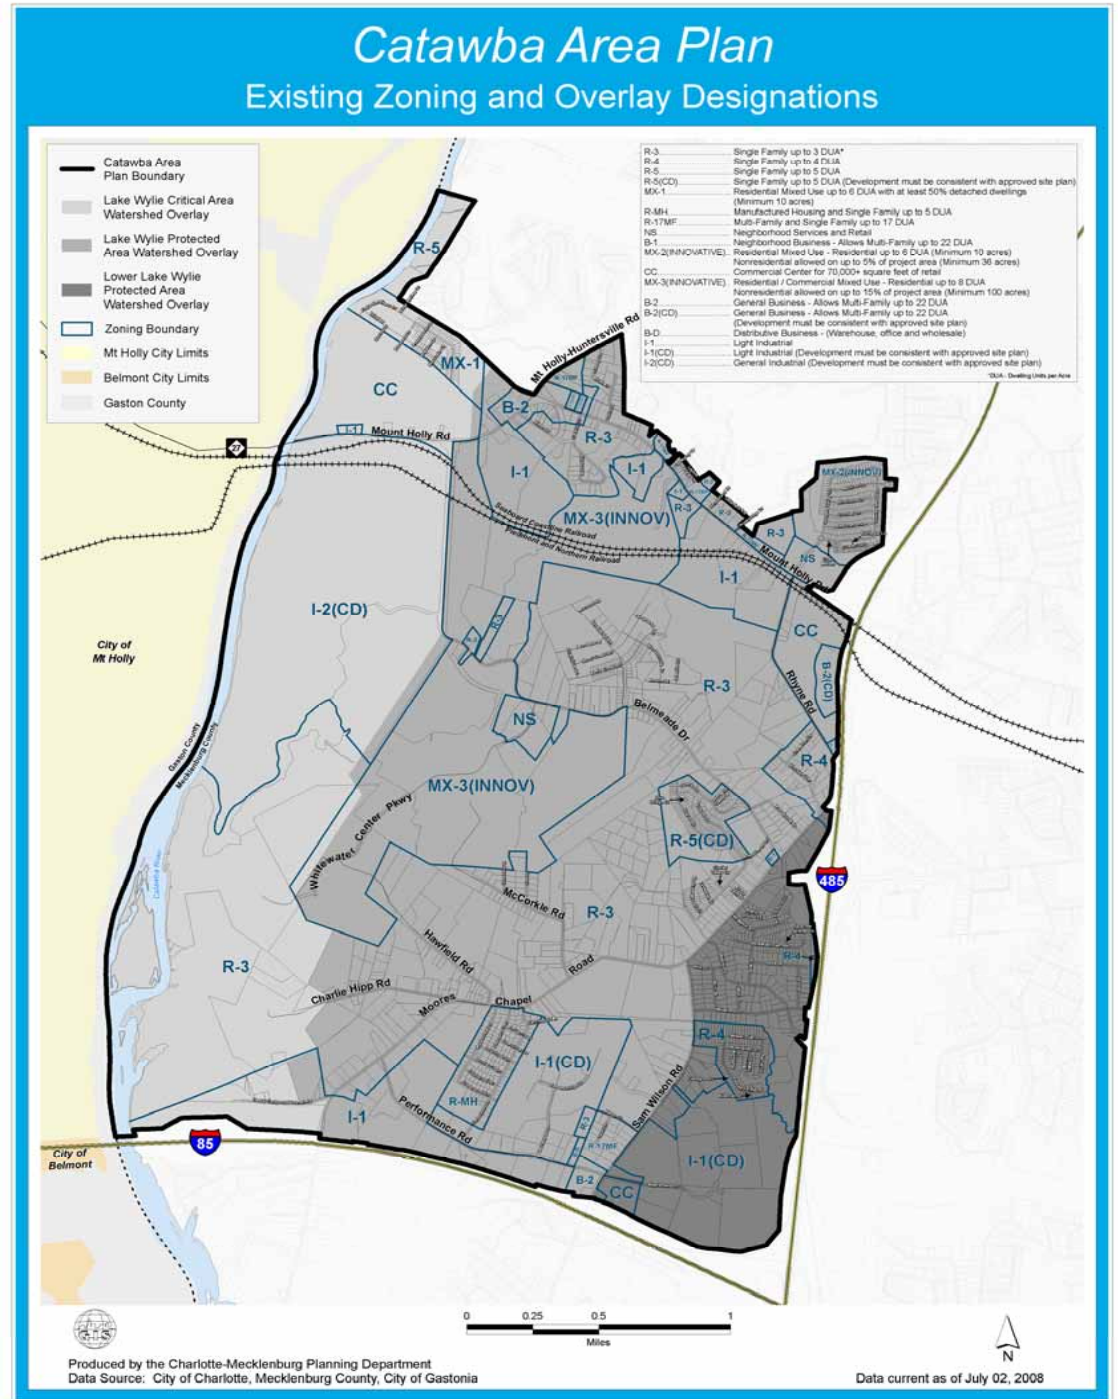 Catawba Area Plan
Existing Zoning and Overlay Designations
Catawba Area
Plan Boundary
Lake Wylie Critical Area
Watershed Overlay
Lake Wylie Protected
Area Watershed Overlay
Lower Lake Wylie
Protected Area
Watershed Overlay
Zoning Boundary
Mt Holly City Limits
Belmont City Limits
Gaston County
R-3 Single Family up to 3 DUA*
R-4 Single Family up to 4 DUA
R-5 Single Family up to 5 DUA
R-5(CD) Single Family up to 5 DUA (Development must be consistent with approved site plan)
MX-1 Residential Mixed Use up to 6 DUA with at least 50% detached dwellings
(Minimum 10 acres)
R-MH Manufactured Housing and Single Family up to 5 DUA
R-17MF Multi-Family and Single Family up to 17 DUA
NS Neighborhood Services and Retail
B-1 Neighborhood Business - Allows Multi-Family up to 22 DUA
MX-2(INNOVATIVE) Residential Mixed Use - Residential up to 6 DUA (Minimum 10 acres)
Nonresidential allowed on up to 5% of project area (Minimum 36 acres)
CC Commercial Center for 70,000+ square feet of retail
MX-3(INNOVATIVE) Residential / Commercial Mixed Use - Residential up to 8 DUA
Nonresidential allowed on up to 15% of project area (Minimum 100 acres)
B-2 General Business - Allows Multi-Family up to 22 DUA
B-2(CD) General Business - Allows Multi-Family up to 22 DUA
(Development must be consistent with approved site plan)
B-D Distributive Business - (Warehouse, office and wholesale)
I-1 Light Industrial
I-1(CD) Light Industrial (Development must be consistent with approved site plan)
I-2(CD) General Industrial (Development must be consistent with approved site plan)
*DUA - Dwelling Units per Acre
R-5
Mt Holly-Huntersville Rd
MX-1
CC
R-17MF
B-2
I-1
Mount Holly Rd
R-3
27
I-1
I-1
MX-2(INNOV)
R-3
MX-3(INNOV)
Seaboard Coastline Railroad
Piedmont and Northern Railroad
R-3
NS
Mount Holly Rd
I-1
I-2(CD)
R-3
CC
City of
Mt Holly
B-2(CD)
Rhyne Rd
R-3
NS
Belmeade Dr
Gaston County
Mecklenburg County
R-4
MX-3(INNOV)
Whitewater Center Pkwy
R-5(CD)
Catawba River
485
McCorkle Rd
R-3
Hawfield Rd
R-3
R-4
Charlie Hipp Rd
Moores Chapel Road
R-4
I-1(CD)
Sam Wilson Rd
R-MH
I-1
Performance Rd
R-3
R-17MF
85
City of
Belmont
I-1(CD)
B-2
CC
0 0.25 0.5 1
Miles
GIS
N
Produced by the Charlotte-Mecklenburg Planning Department
Data Source: City of Charlotte, Mecklenburg County, City of Gastonia
Data current as of July 02, 2008